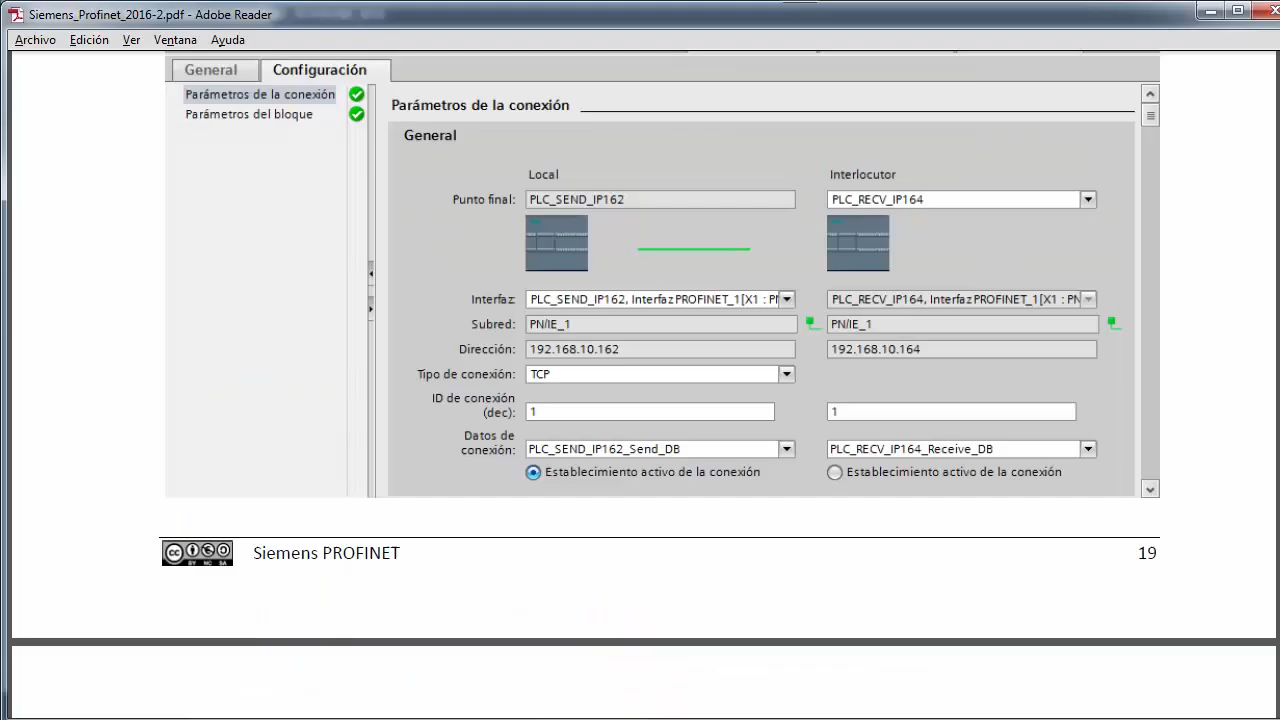 Siemens_Profinet_2016-2.pdf - Adobe Reader
Archivo Edición Ver Ventana Ayuda
General Configuración
Parámetros de la conexión
Parámetros del bloque
Parámetros de la conexión
General
Local Interlocutor
Punto final: PLC_SEND_IP162 PLC_RECV_IP164
Interfaz: PLC_SEND_IP162, Interfaz PROFINET_1[X1 : PN PLC_RECV_IP164, Interfaz PROFINET_1[X1 : PN
Subred: PN/IE_1 PN/IE_1
Dirección: 192.168.10.162 192.168.10.164
Tipo de conexión: TCP
ID de conexión
(dec): 1 1
Datos de
conexión: PLC_SEND_IP162_Send_DB PLC_RECV_IP164_Receive_DB
Establecimiento activo de la conexión Establecimiento activo de la conexión
cc BY NC SA Siemens PROFINET 19